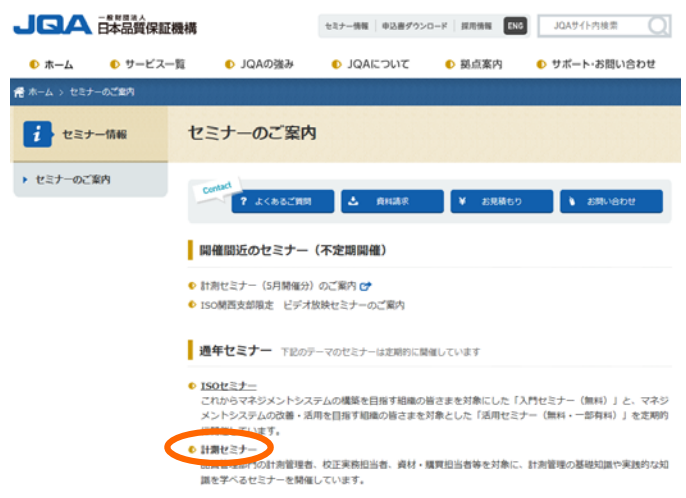 JQA 一般財団法人 日本品質保証機構
セミナー情報 申込書ダウンロード 採用情報 ENG JQAサイト内検索
ホーム サービス一覧 JQAの強み JQAについて 拠点案内 サポート・お問い合わせ
ホーム > セミナーのご案内
i セミナー情報
セミナーのご案内
セミナーのご案内
Contact
? よくあるご質問 資料請求 ¥ お見積もり お問い合わせ
開催間近のセミナー（不定期開催）
計測セミナー（5月開催分）のご案内
ISO関西支部限定 ビデオ放映セミナーのご案内
通年セミナー 下記のテーマのセミナーは定期的に開催しています
ISOセミナー
これからマネジメントシステムの構築を目指す組織の皆さまを対象にした「入門セミナー（無料）」と、マネジ
メントシステムの改善・活用を目指す組織の皆さまを対象とした「活用セミナー（無料・一部有料）」を定期的
しています。
計測セミナー
の計測管理者、校正実務担当者、資材・購買担当者等を対象に、計測管理の基礎知識や実践的な知
識を学べるセミナーを開催しています。